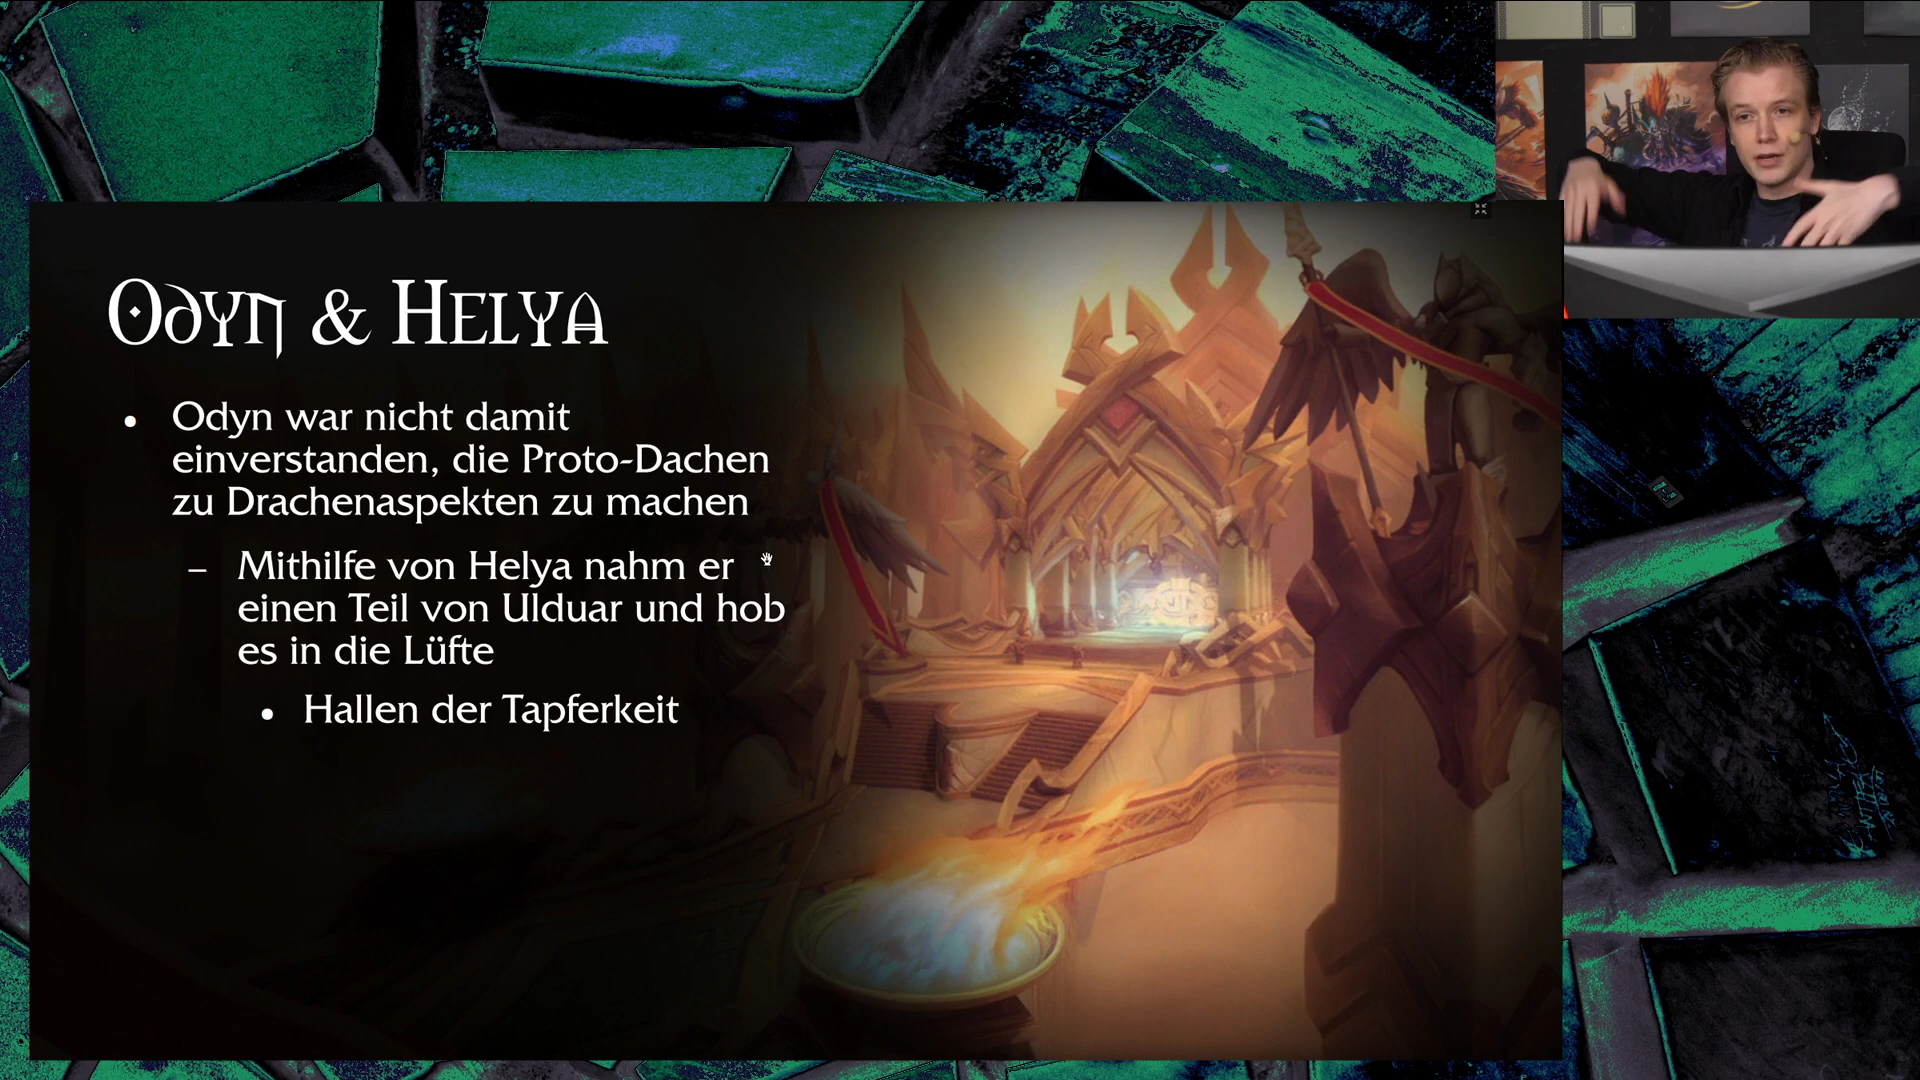 Odyn & Helya
• Odyn war nicht damit
einverstanden, die Proto-Dachen
zu Drachenaspekten zu machen
– Mithilfe von Helya nahm er
einen Teil von Ulduar und hob
es in die Lüfte
• Hallen der Tapferkeit